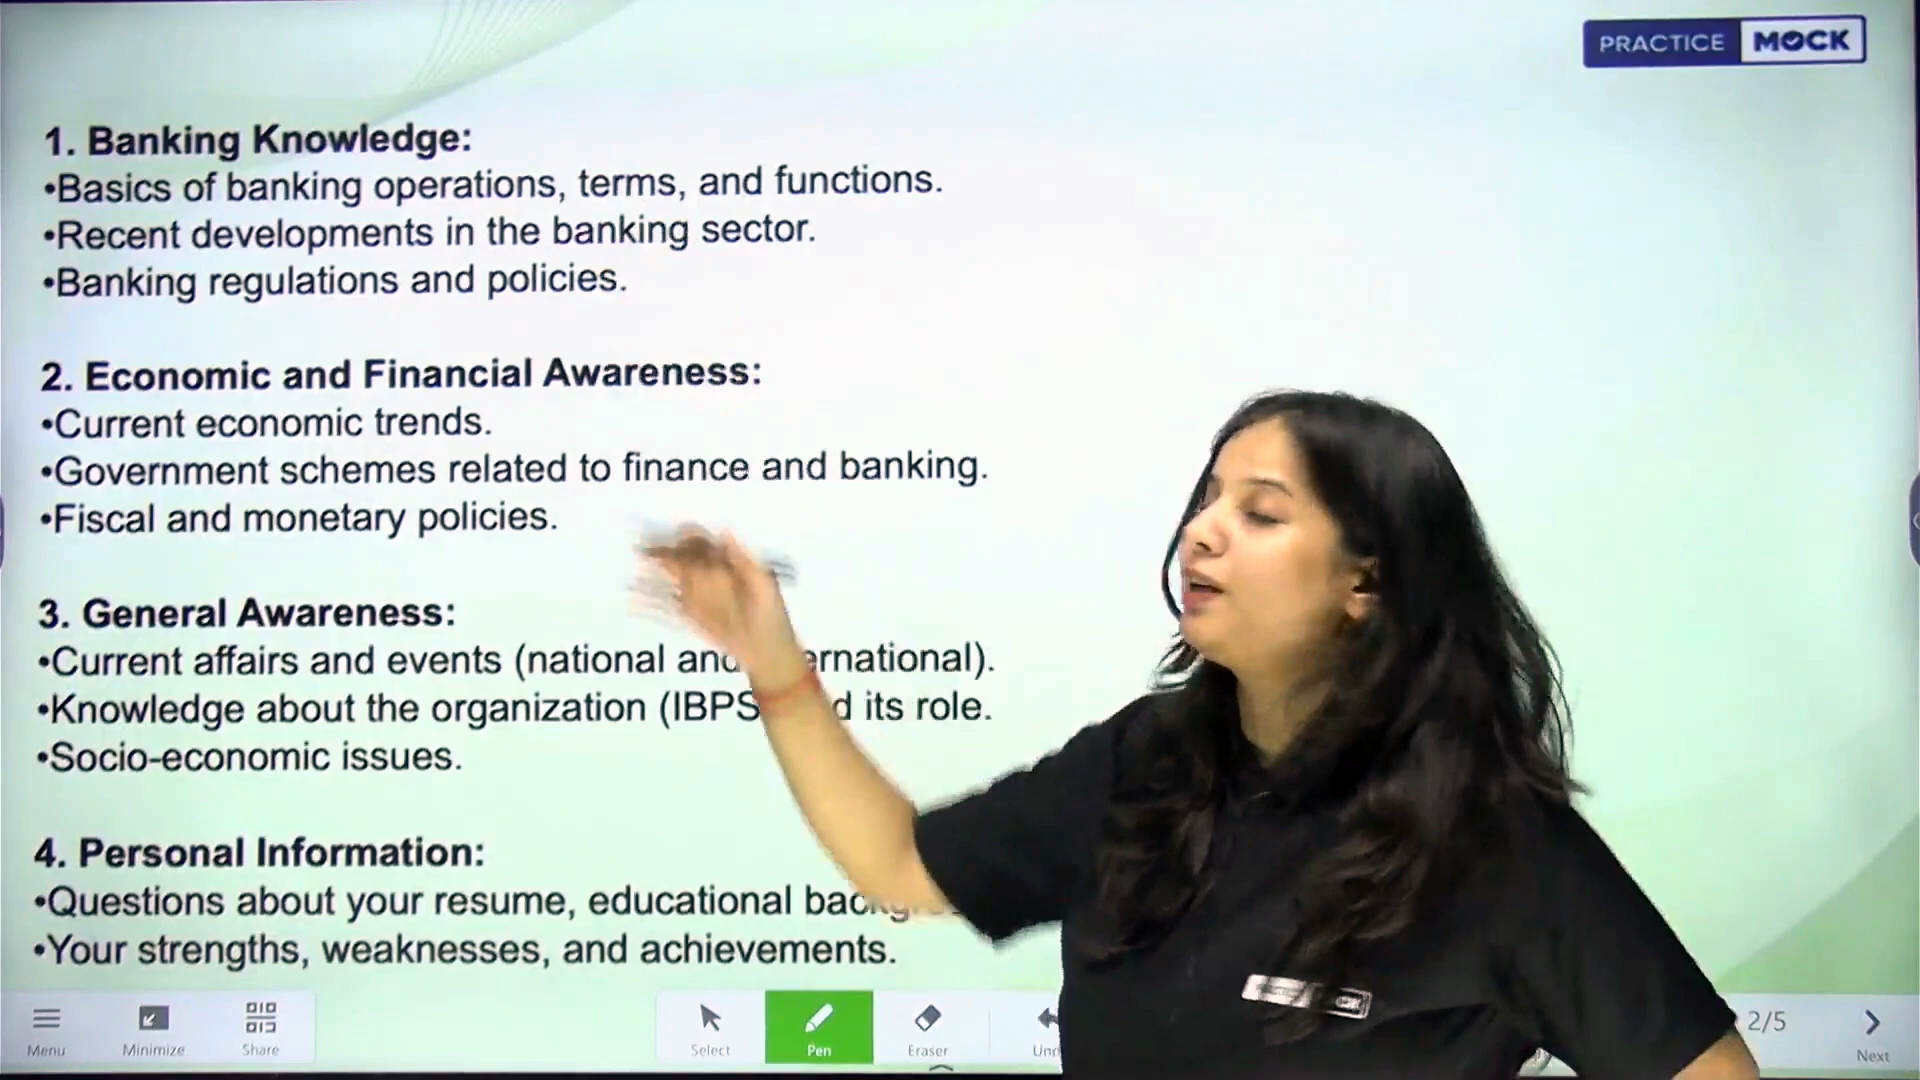 PRACTICE MOCK
1. Banking Knowledge:
•Basics of banking operations, terms, and functions.
•Recent developments in the banking sector.
•Banking regulations and policies.
2. Economic and Financial Awareness:
•Current economic trends.
•Government schemes related to finance and banking.
•Fiscal and monetary policies.
3. General Awareness:
•Current affairs and events (national and ernational).
•Knowledge about the organization (IBPS d its role.
•Socio-economic issues.
4. Personal Information:
•Questions about your resume, educational
•Your strengths, weaknesses, and achievements.
Menu Minimize Share Select Pen Eraser 2/5 Next